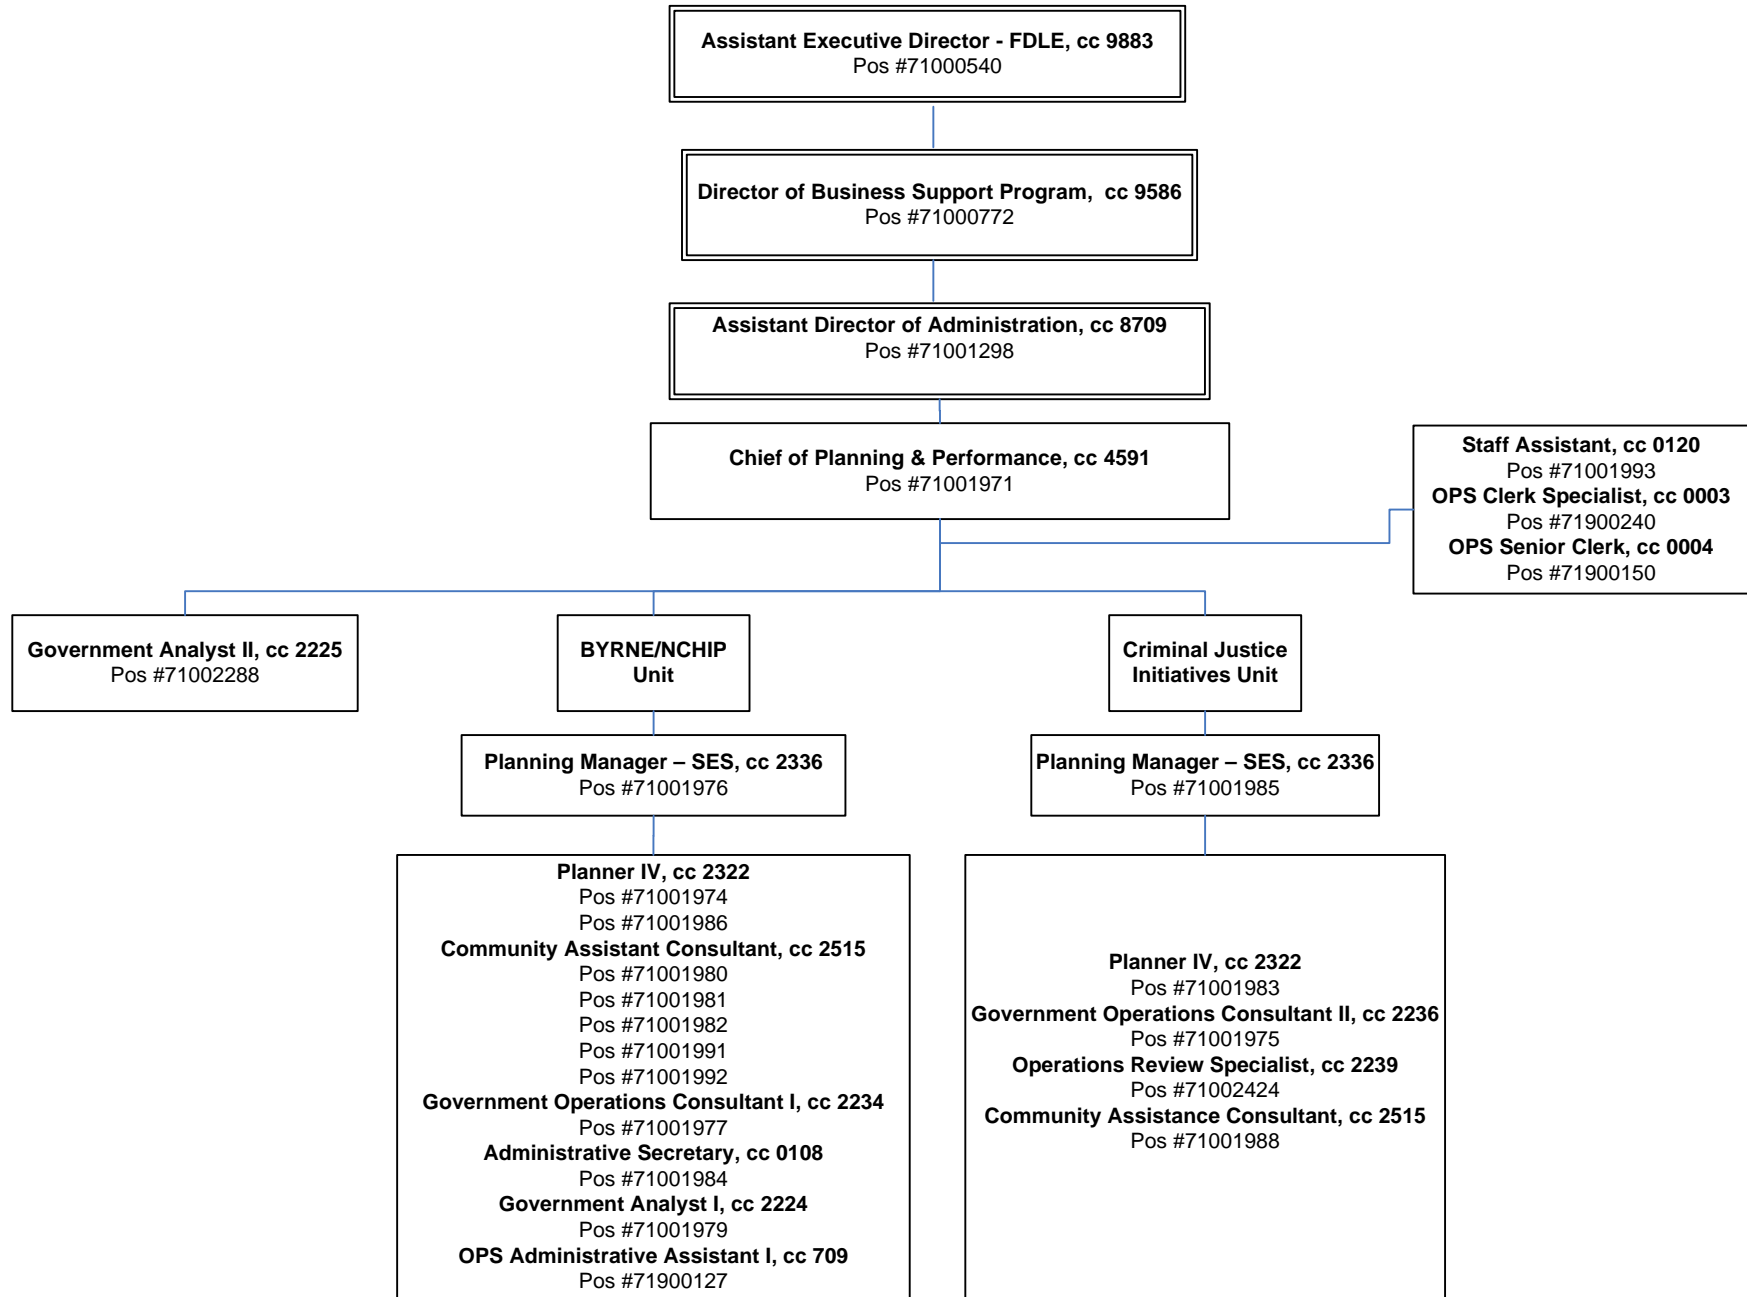 Assistant Executive Director - FDLE, cc 9883
Pos #71000540
Director of Business Support Program,  cc 9586
Pos #71000772
Assistant Director of Administration, cc 8709
Pos #71001298
Chief of Planning & Performance, cc 4591
Pos #71001971
Staff Assistant, cc 0120
Pos #71001993
OPS Clerk Specialist, cc 0003
Pos #71900240
OPS Senior Clerk, cc 0004
Pos #71900150
Government Analyst II, cc 2225
Pos #71002288
BYRNE/NCHIP
Unit
Criminal Justice
Initiatives Unit
Planning Manager – SES, cc 2336
Pos #71001976
Planning Manager – SES, cc 2336
Pos #71001985
Planner IV, cc 2322
Pos #71001974
Pos #71001986
Community Assistant Consultant, cc 2515
Pos #71001980
Pos #71001981
Pos #71001982
Pos #71001991
Pos #71001992
Government Operations Consultant I, cc 2234
Pos #71001977
Administrative Secretary, cc 0108
Pos #71001984
Government Analyst I, cc 2224
Pos #71001979
OPS Administrative Assistant I, cc 709
Pos #71900127
Planner IV, cc 2322
Pos #71001983
Government Operations Consultant II, cc 2236
Pos #71001975
Operations Review Specialist, cc 2239
Pos #71002424
Community Assistance Consultant, cc 2515
Pos #71001988